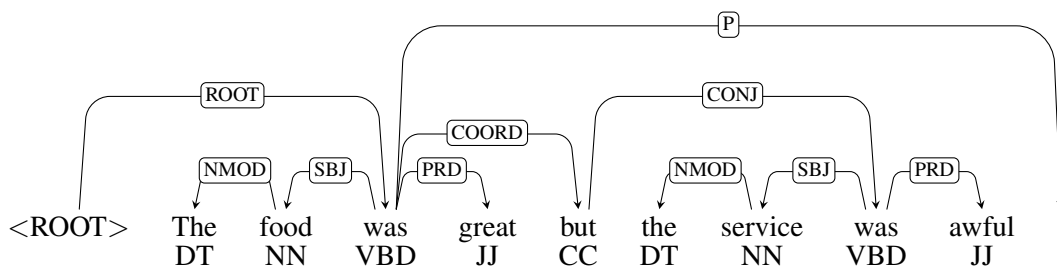 P
ROOT CONJ
COORD
NMOD SBJ PRD NMOD SBJ PRD
<ROOT> The food was great but the service was awful
DT NN VBD JJ CC DT NN VBD JJ